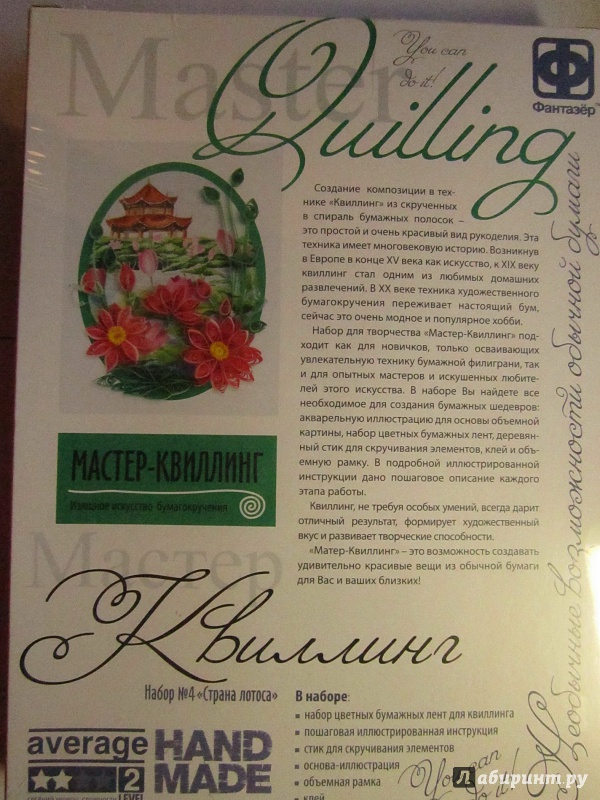 Master
Quilling
You can
do it!
Фантазёр™
Создание композиции в тех-
нике «Квиллинг» из скрученных
в спираль бумажных полосок –
это простой и очень красивый вид рукоделия. Эта
техника имеет многовековую историю. Возникнув
в Европе в конце XV века как искусство, к XIX веку
квиллинг стал одним из любимых домашних
развлечений. В XX веке техника художественного
бумагокручения переживает настоящий бум,
сейчас это очень модное и популярное хобби.
Набор для творчества «Мастер-Квиллинг» под-
ходит как для новичков, только осваивающих
увлекательную технику бумажной филиграни, так
и для опытных мастеров и искушенных любите-
лей этого искусства. В наборе Вы найдете все
необходимое для создания бумажных шедевров:
акварельную иллюстрацию для основы объемной
картины, набор цветных бумажных лент, деревян-
ный стик для скручивания элементов, клей и объ-
емную рамку. В подробной иллюстрированной
инструкции дано пошаговое описание каждого
этапа работы.
Квиллинг, не требуя особых умений, всегда дарит
отличный результат, формирует художественный
вкус и развивает творческие способности.
«Матер-Квиллинг» – это возможность создавать
удивительно красивые вещи из обычной бумаги
для Вас и ваших близких!
МАСТЕР-КВИЛЛИНГ
Изящное искусство бумагокручения
Мастер
Квиллинг
Необычные возможности обычной бумаги
Набор №4 «Страна лотоса»
В наборе:
набор цветных бумажных лент для квиллинга
пошаговая иллюстрированная инструкция
стик для скручивания элементов
основа-иллюстрация
объемная рамка
клей
average
2
LEVEL
HAND
MADE
You can
do it!
Лабиринт.ру